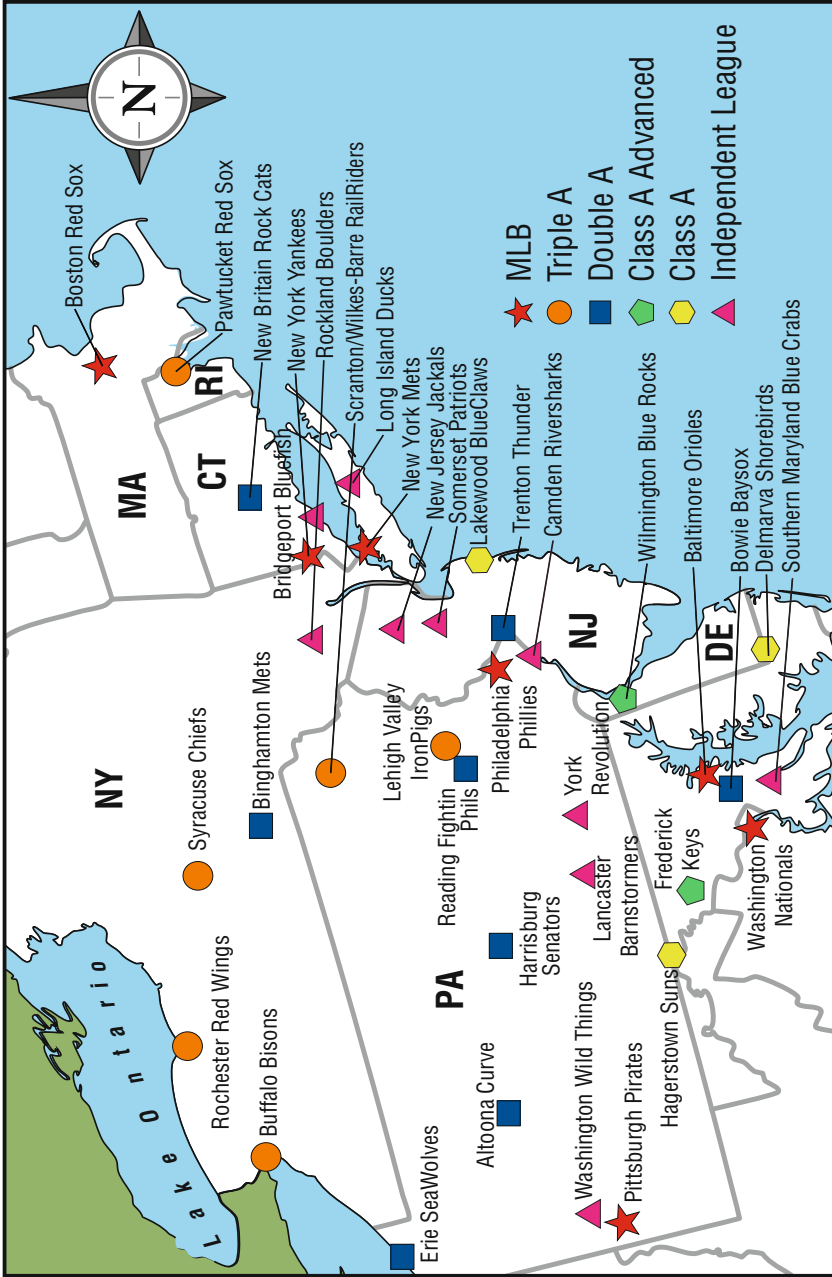 Lake Ontario
Rochester Red Wings
Buffalo Bisons
Erie SeaWolves
NY
Syracuse Chiefs
Binghamton Mets
MA
CT
RI
Boston Red Sox
Pawtucket Red Sox
New Britain Rock Cats
Bridgeport Bluefish
New York Yankees
Rockland Boulders
Scranton/Wilkes-Barre RailRiders
Long Island Ducks
New York Mets
New Jersey Jackals
Somerset Patriots
Lakewood BlueClaws
Trenton Thunder
Camden Riversharks
PA
Lehigh Valley
IronPigs
Reading Fightin
Phils
Harrisburg
Senators
Altoona Curve
Philadelphia
Phillies
NJ
York
Revolution
Lancaster
Barnstormers
Washington Wild Things
Pittsburgh Pirates
Hagerstown Suns
Frederick
Keys
Washington
Nationals
DE
Wilmington Blue Rocks
Baltimore Orioles
Bowie Baysox
Delmarva Shorebirds
Southern Maryland Blue Crabs
N
MLB
Triple A
Double A
Class A Advanced
Class A
Independent League